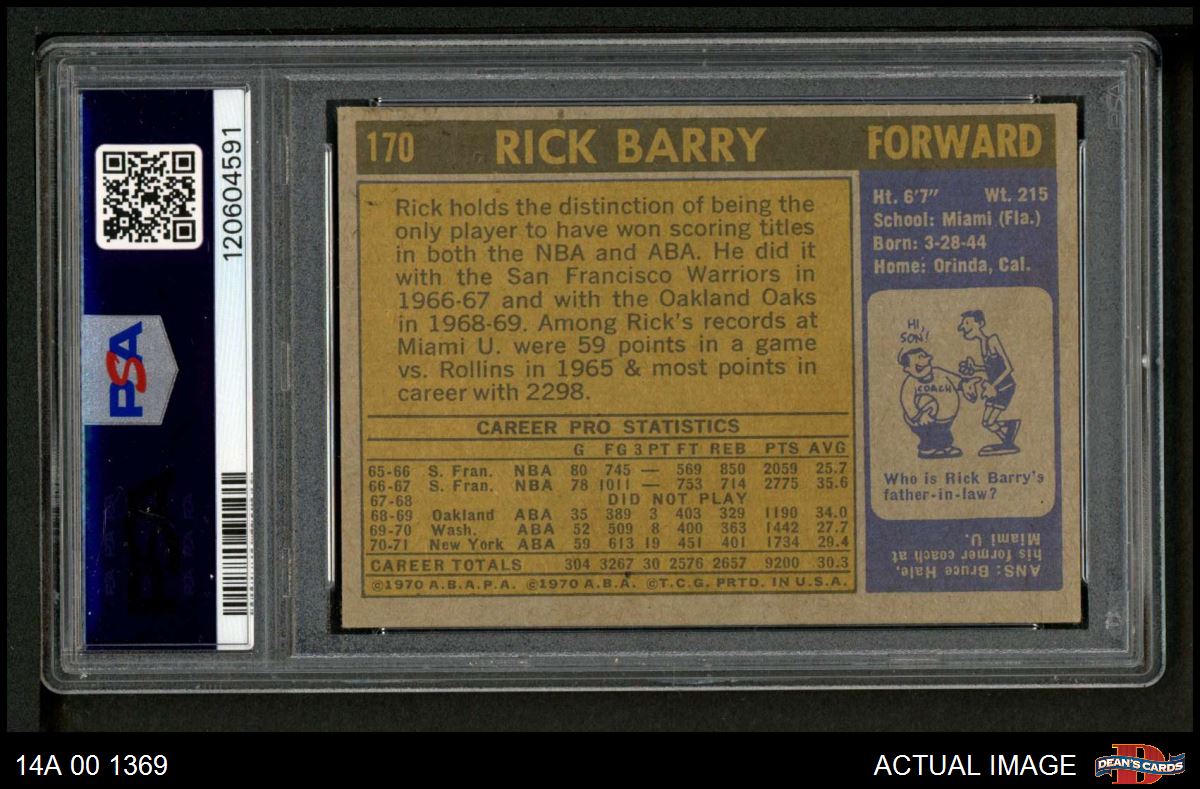 170 RICK BARRY FORWARD
Rick holds the distinction of being the
only player to have won scoring titles
in both the NBA and ABA. He did it
with the San Francisco Warriors in
1966-67 and with the Oakland Oaks
in 1968-69. Among Rick's records at
Miami U. were 59 points in a game
vs. Rollins in 1965 & most points in
career with 2298.
CAREER PRO STATISTICS
G FG 3 PT FT REB PTS AVG
65-66 S. Fran. NBA 80 745 — 569 850 2059 25.7
66-67 S. Fran. NBA 78 1011 — 753 714 2775 35.6
67-68 DID NOT PLAY
68-69 Oakland ABA 35 389 3 403 329 1190 34.0
69-70 Wash. ABA 52 509 8 400 363 1442 27.7
70-71 New York ABA 59 613 19 451 401 1734 29.4
CAREER TOTALS 304 3267 30 2576 2657 9200 30.3
©1970 A.B.A.P.A. ©1970 A.B.A. ©T.C.G. PRTD. IN U.S.A.
Ht. 6'7" Wt. 215
School: Miami (Fla.)
Born: 3-28-44
Home: Orinda, Cal.
HI,
SON!
COACH
Who is Rick Barry's
father-in-law?
ANS: Bruce Hale,
his former coach at
Miami U.
120604591
PSA
PSA
14A 00 1369
ACTUAL IMAGE
D
DEAN'S CARDS